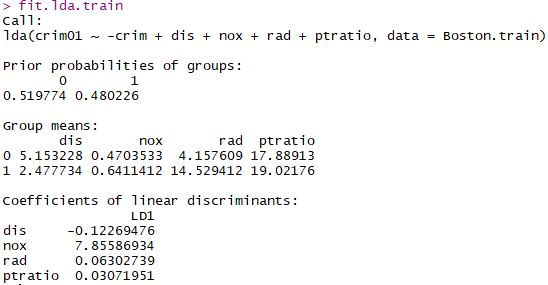 > fit.lda.train
Call:
lda(crim01 ~ -crim + dis + nox + rad + ptratio, data = Boston.train)
Prior probabilities of groups:
0 1
0.519774 0.480226
Group means:
dis nox rad ptratio
0 5.153228 0.4703533 4.157609 17.88913
1 2.477734 0.6411412 14.529412 19.02176
Coefficients of linear discriminants:
LD1
dis -0.12269476
nox 7.85586934
rad 0.06302739
ptratio 0.03071951